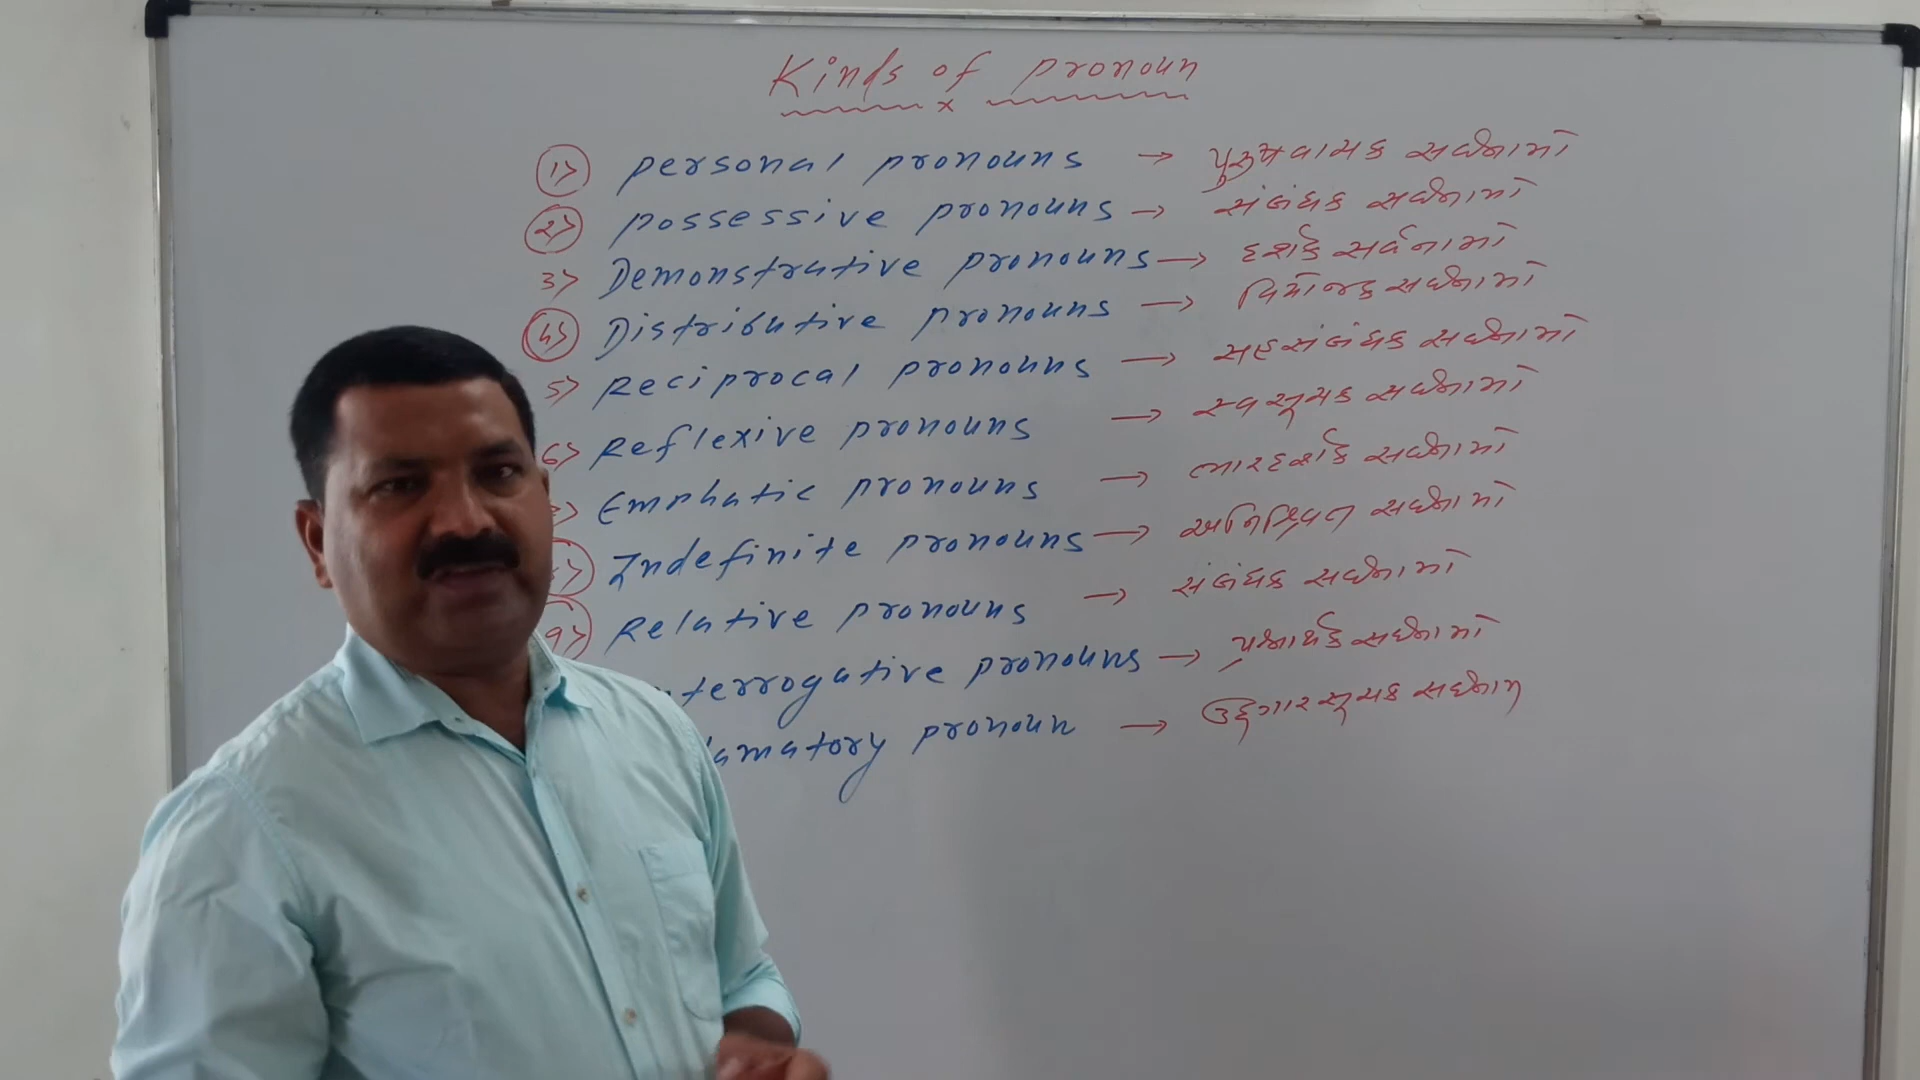 Kinds of pronoun
x
1> personal pronouns → પુરુષવાચક સર્વનામો
2> possessive pronouns → સંબંધક સર્વનામો
3> Demonstrative pronouns → દર્શક સર્વનામો
4> Distributive pronouns → વિભાજક સર્વનામો
5> Reciprocal pronouns → સહસંબંધક સર્વનામો
6> Reflexive pronouns → સ્વસૂચક સર્વનામો
Emphatic pronouns → ભારદર્શક સર્વનામો
Indefinite pronouns → અનિશ્ચિત સર્વનામો
9> Relative pronouns → સંબંધક સર્વનામો
nterrogative pronouns → પ્રશ્નાર્થક સર્વનામો
lamatory pronoun → ઉદ્ગારસૂચક સર્વનામ